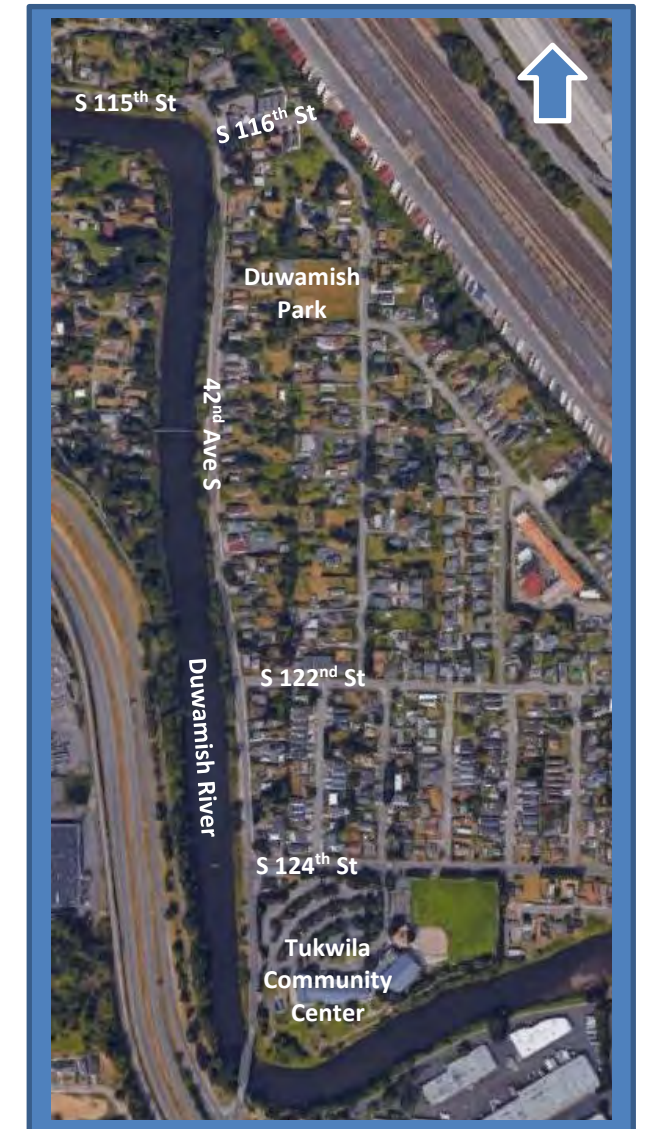 S 115th St
S 116th St
Duwamish
Park
42nd Ave S
S 122nd St
Duwamish River
S 124th St
Tukwila
Community
Center